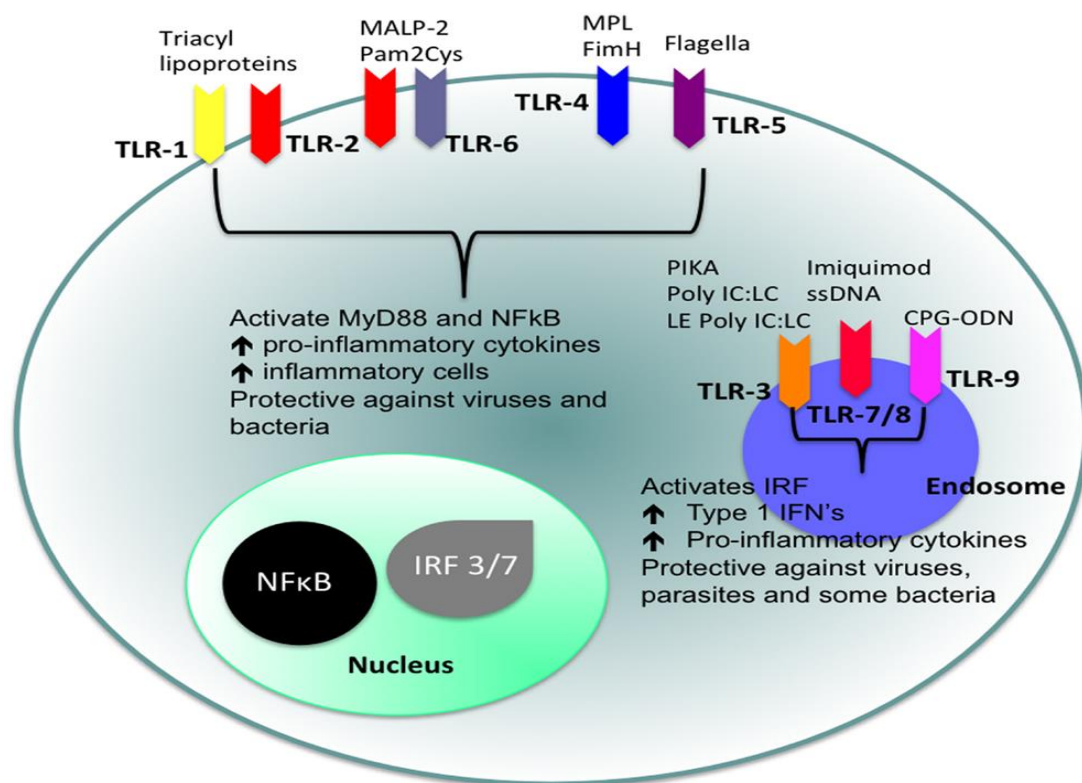 Triacyl
lipoproteins
MALP-2
Pam2Cys
MPL
FimH
Flagella
TLR-1
TLR-2
TLR-6
TLR-4
TLR-5
Activate MyD88 and NFkB
🡹 pro-inflammatory cytokines
🡹 inflammatory cells
Protective against viruses and
bacteria
PIKA
Poly IC:LC
LE Poly IC:LC
Imiquimod
ssDNA
CPG-ODN
TLR-3
TLR-7/8
TLR-9
Endosome
Activates IRF
🡹 Type 1 IFN's
🡹 Pro-inflammatory cytokines
Protective against viruses,
parasites and some bacteria
NFκB
IRF 3/7
Nucleus